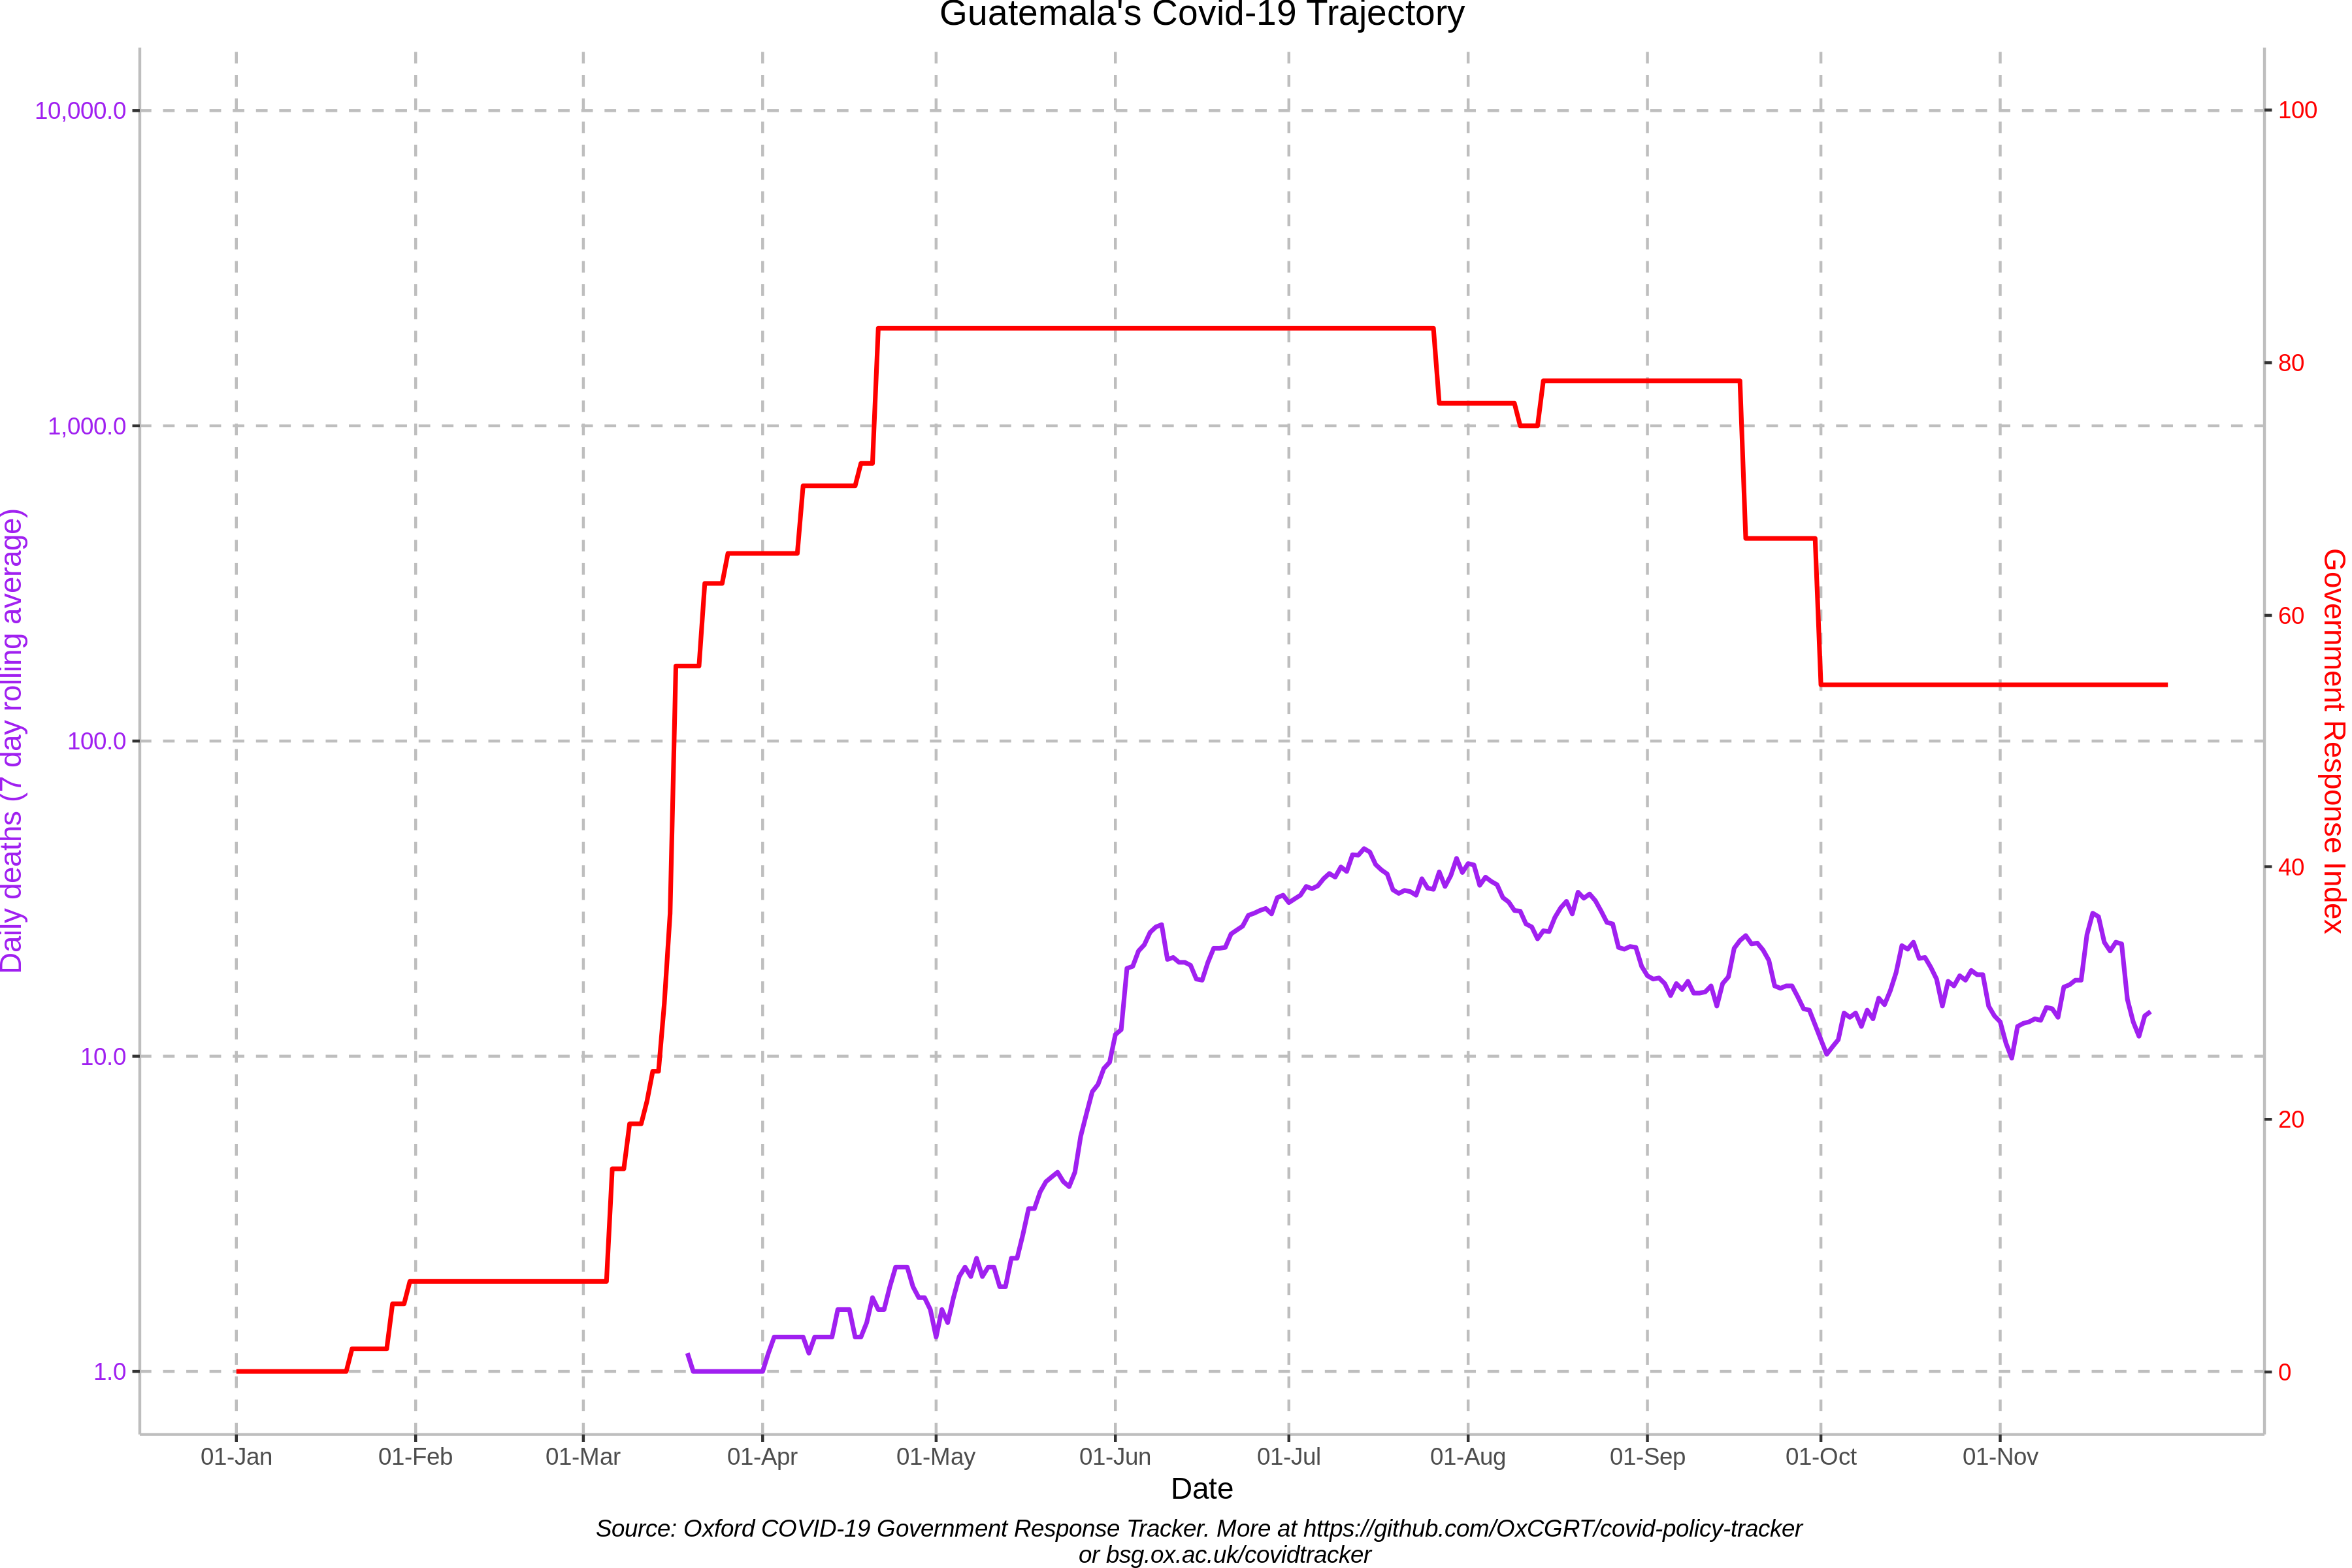 Guatemala's Covid-19 Trajectory
10,000.0
1,000.0
100.0
10.0
1.0
Daily deaths (7 day rolling average)
100
80
60
40
20
0
Government Response Index
01-Jan 01-Feb 01-Mar 01-Apr 01-May 01-Jun 01-Jul 01-Aug 01-Sep 01-Oct 01-Nov
Date
Source: Oxford COVID-19 Government Response Tracker. More at https://github.com/OxCGRT/covid-policy-tracker
or bsg.ox.ac.uk/covidtracker